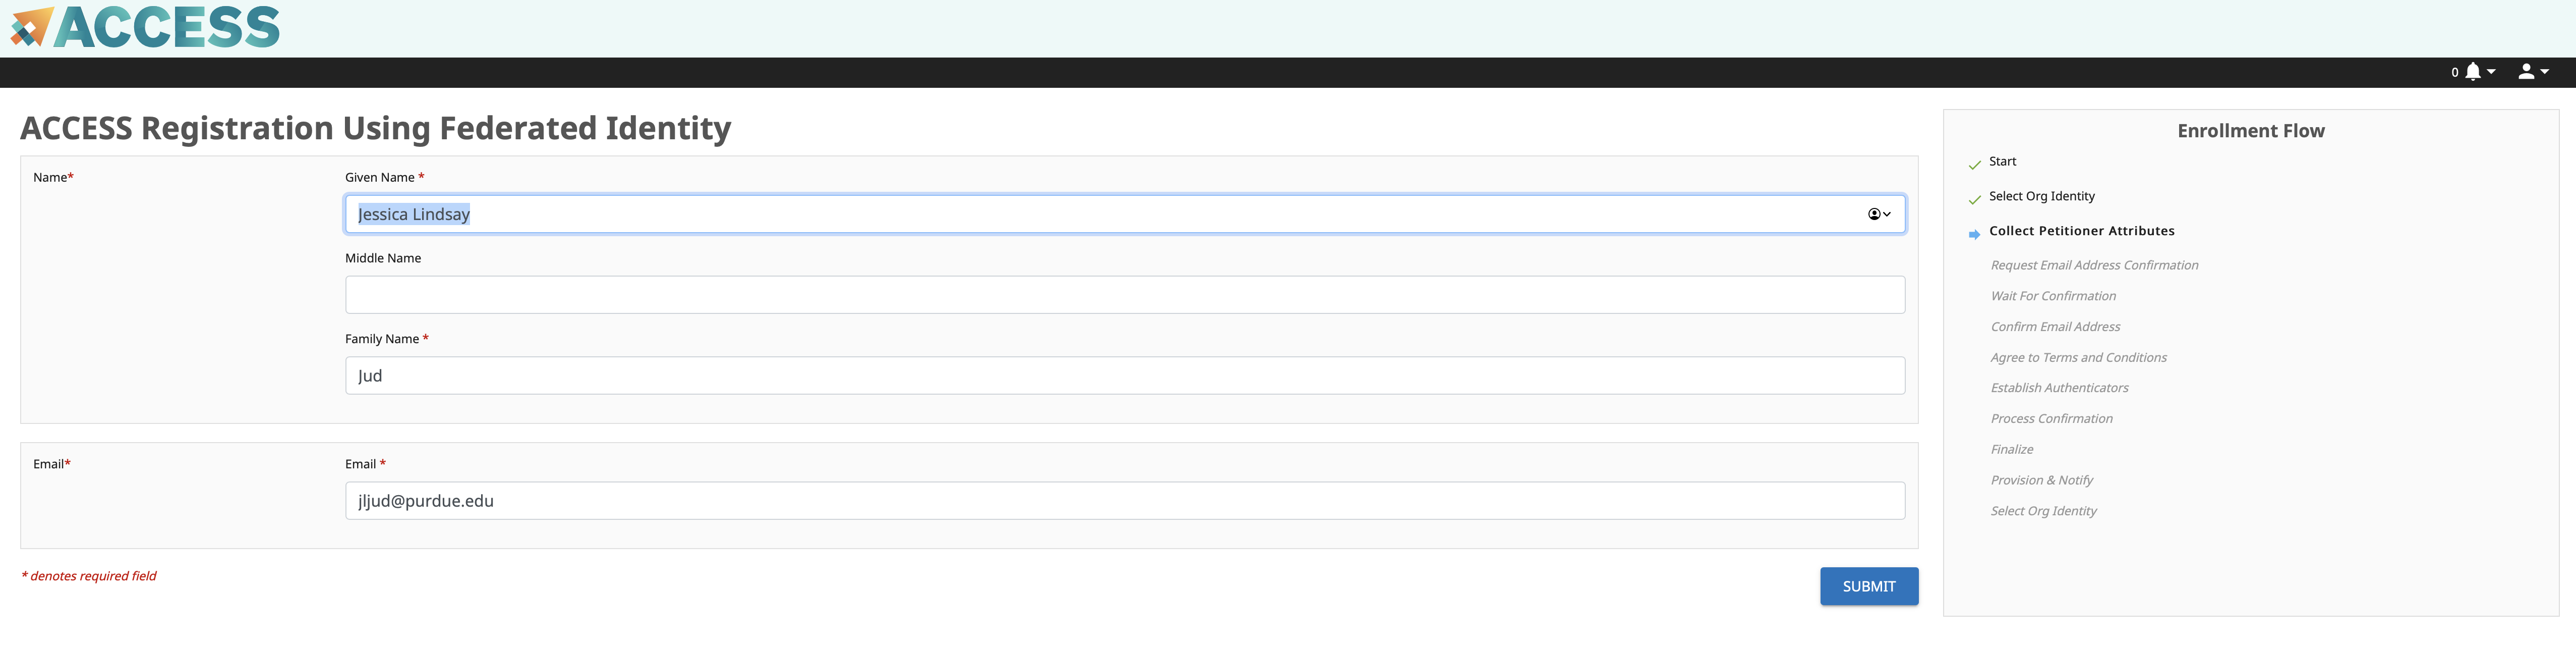 ACCESS
0
ACCESS Registration Using Federated Identity
Name*
Given Name *
Jessica Lindsay
Middle Name
Family Name *
Jud
Email*
Email *
jljud@purdue.edu
* denotes required field
SUBMIT
Enrollment Flow
Start
Select Org Identity
Collect Petitioner Attributes
Request Email Address Confirmation
Wait For Confirmation
Confirm Email Address
Agree to Terms and Conditions
Establish Authenticators
Process Confirmation
Finalize
Provision & Notify
Select Org Identity